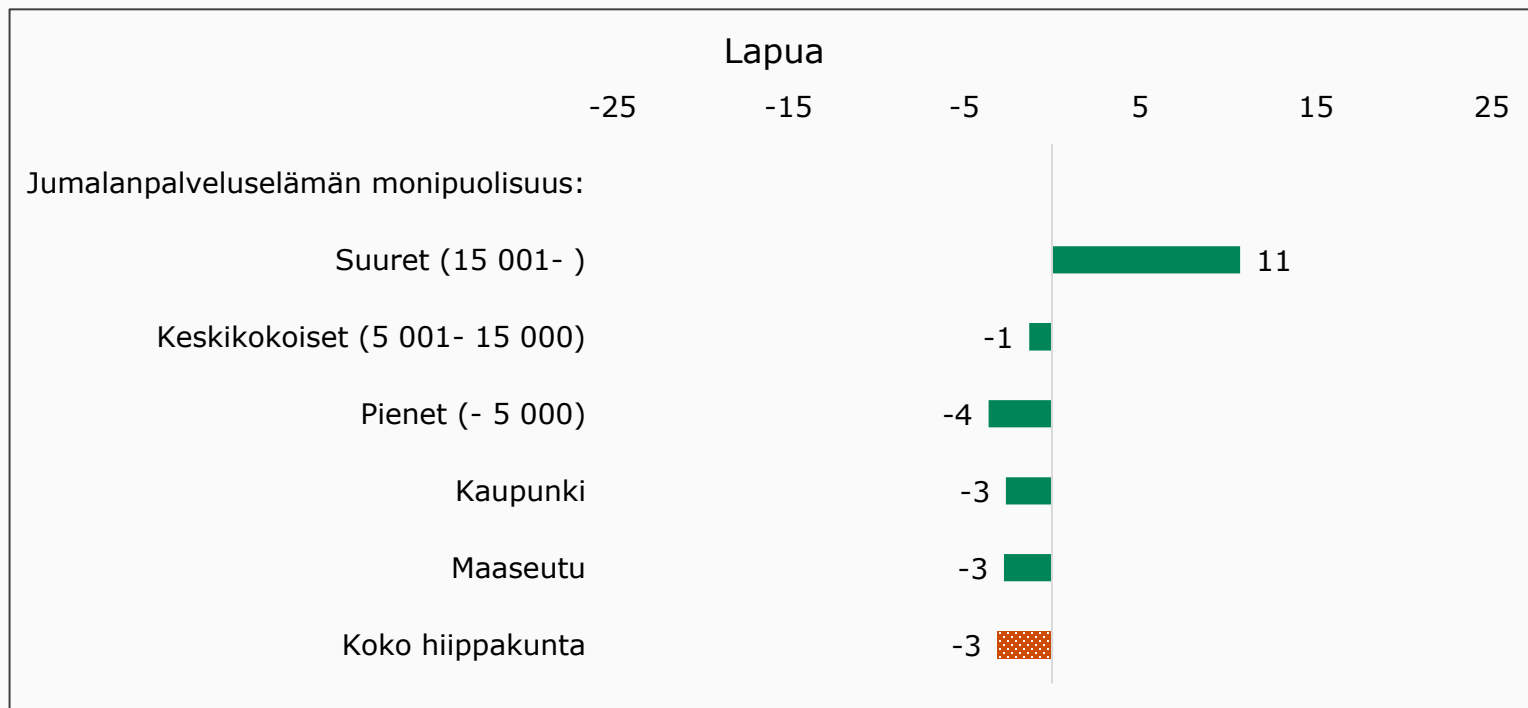 Lapua
-25 -15 -5 5 15 25
Jumalanpalveluselämän monipuolisuus:
Suuret (15 001- ) 11
Keskikokoiset (5 001- 15 000) -1
Pienet (- 5 000) -4
Kaupunki -3
Maaseutu -3
Koko hiippakunta -3